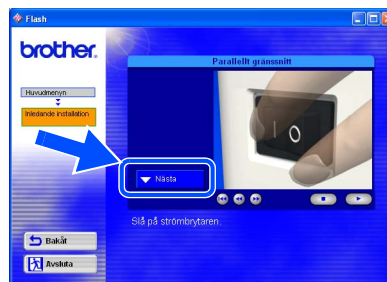 Flash
brother.
Parallellt gränssnitt
Huvudmenyn
Inledande installation
Nästa
Slå på strömbrytaren.
Bakåt
Avsluta